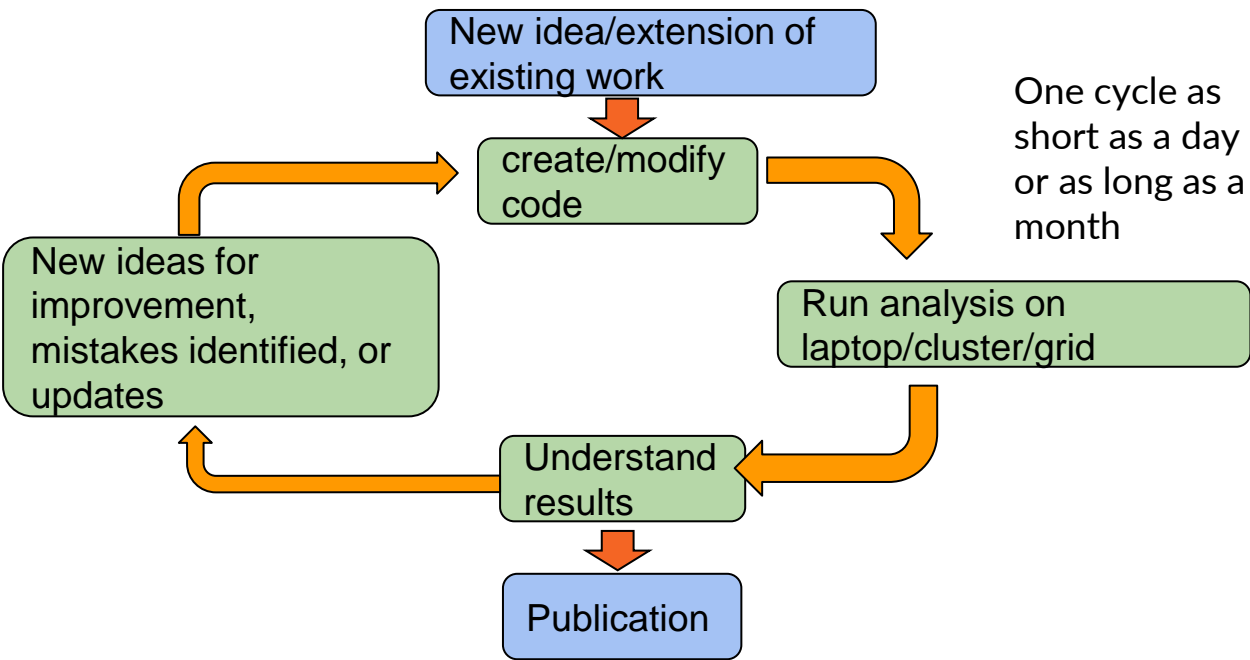 New idea/extension of
existing work
One cycle as
short as a day
or as long as a
month
create/modify
code
New ideas for
improvement,
mistakes identified, or
updates
Run analysis on
laptop/cluster/grid
Understand
results
Publication